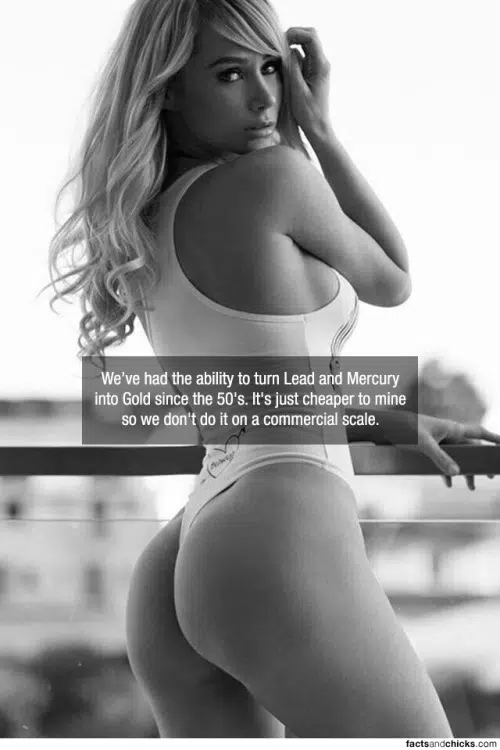 We've had the ability to turn Lead and Mercury
into Gold since the 50's. It's just cheaper to mine
so we don't do it on a commercial scale.
factsandchicks.com